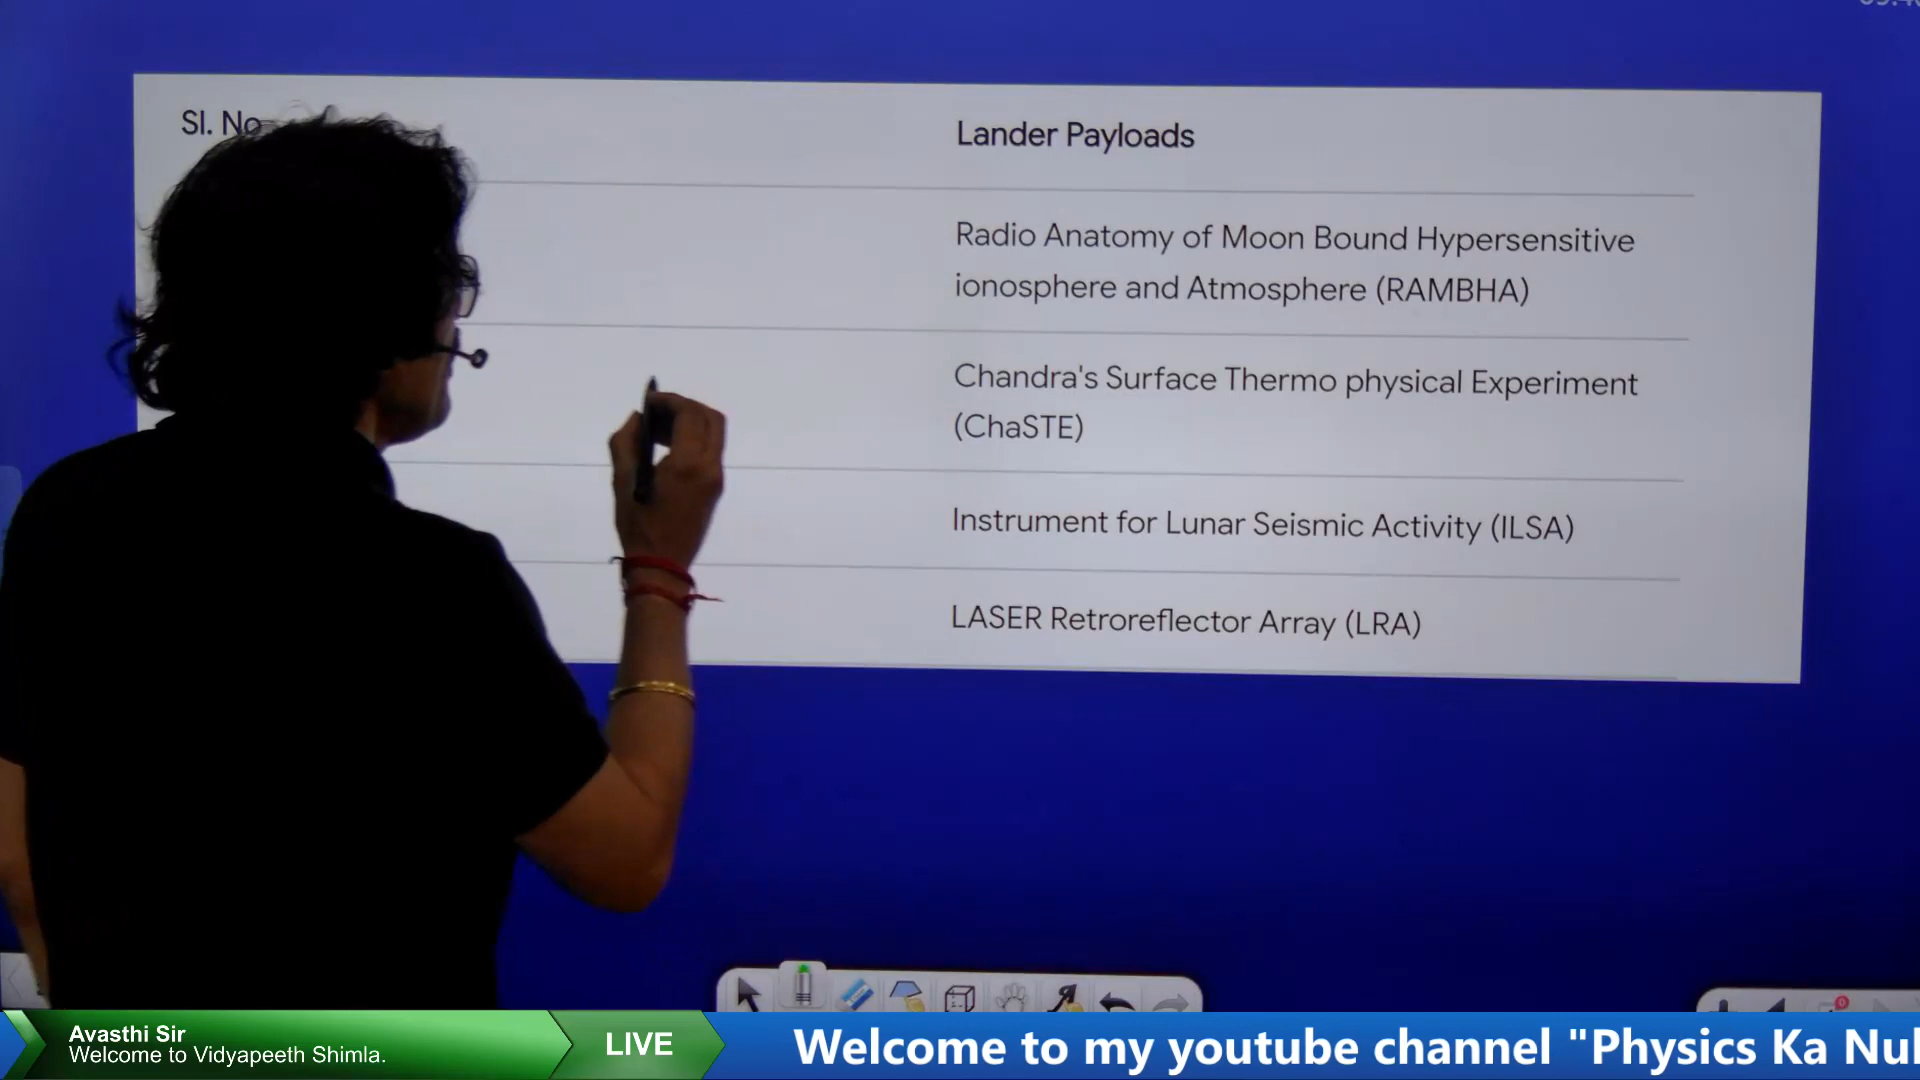 Sl. No
Lander Payloads
Radio Anatomy of Moon Bound Hypersensitive
ionosphere and Atmosphere (RAMBHA)
Chandra's Surface Thermo physical Experiment
(ChaSTE)
Instrument for Lunar Seismic Activity (ILSA)
LASER Retroreflector Array (LRA)
0
Avasthi Sir
Welcome to Vidyapeeth Shimla.
LIVE
Welcome to my youtube channel "Physics Ka